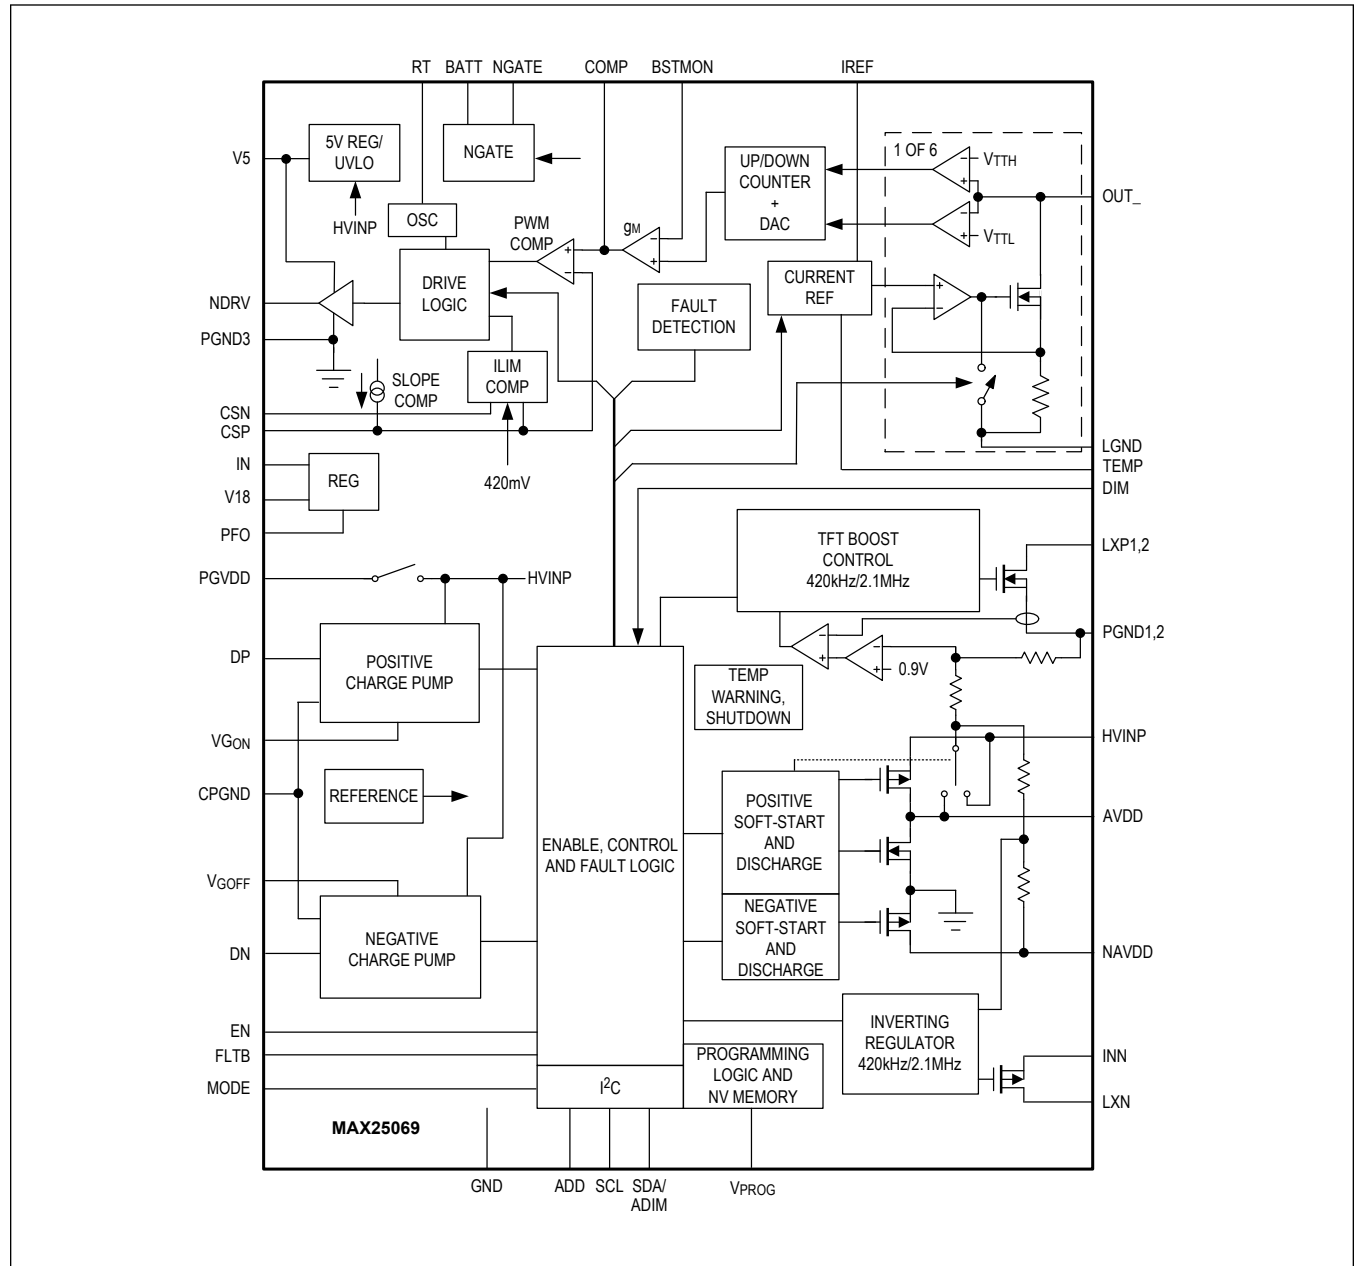 RT BATT NGATE COMP BSTMON IREF
V5
5V REG/
UVLO
HVINP
NGATE
OSC
PWM
COMP
gM
UP/DOWN
COUNTER
+
DAC
1 OF 6
VTTH
VTTL
OUT_
NDRV
PGND3
DRIVE
LOGIC
FAULT
DETECTION
CURRENT
REF
SLOPE
COMP
ILIM
COMP
420mV
CSN
CSP
IN
V18
PFO
REG
LGND
TEMP
DIM
TFT BOOST
CONTROL
420kHz/2.1MHz
LXP1,2
PGND1,2
PGVDD
HVINP
DP
POSITIVE
CHARGE PUMP
VGON
CPGND
REFERENCE
0.9V
TEMP
WARNING,
SHUTDOWN
HVINP
ENABLE, CONTROL
AND FAULT LOGIC
POSITIVE
SOFT-START
AND
DISCHARGE
AVDD
VGOFF
DN
NEGATIVE
CHARGE PUMP
NEGATIVE
SOFT-START
AND
DISCHARGE
NAVDD
EN
FLTB
MODE
I2C
PROGRAMMING
LOGIC AND
NV MEMORY
INVERTING
REGULATOR
420kHz/2.1MHz
INN
LXN
MAX25069
GND ADD SCL SDA/
ADIM
VPROG